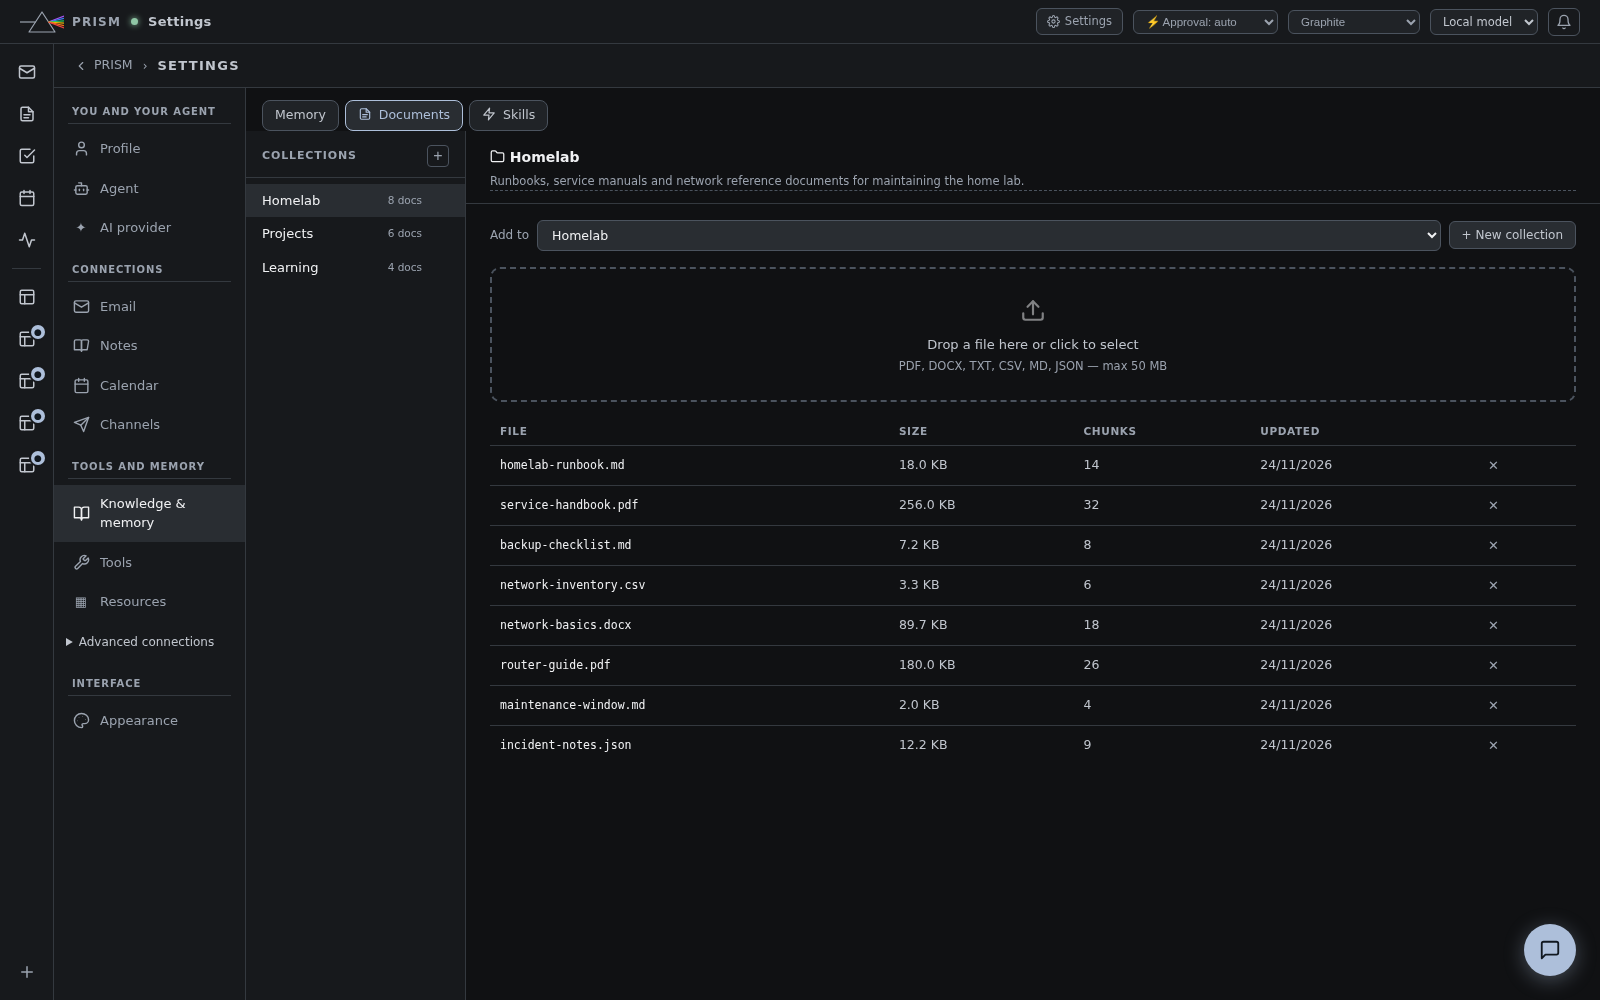 PRISM
Settings
Settings
⚡ Approval: auto
Graphite
Local model
PRISM
›
SETTINGS
YOU AND YOUR AGENT
Profile
Agent
AI provider
CONNECTIONS
Email
Notes
Calendar
Channels
TOOLS AND MEMORY
Knowledge &
memory
Tools
Resources
Advanced connections
INTERFACE
Appearance
Memory
Documents
Skills
COLLECTIONS
+
Homelab 8 docs
Projects 6 docs
Learning 4 docs
Homelab
Runbooks, service manuals and network reference documents for maintaining the home lab.
Add to
Homelab
+ New collection
Drop a file here or click to select
PDF, DOCX, TXT, CSV, MD, JSON — max 50 MB
FILE SIZE CHUNKS UPDATED
homelab-runbook.md 18.0 KB 14 24/11/2026 ✕
service-handbook.pdf 256.0 KB 32 24/11/2026 ✕
backup-checklist.md 7.2 KB 8 24/11/2026 ✕
network-inventory.csv 3.3 KB 6 24/11/2026 ✕
network-basics.docx 89.7 KB 18 24/11/2026 ✕
router-guide.pdf 180.0 KB 26 24/11/2026 ✕
maintenance-window.md 2.0 KB 4 24/11/2026 ✕
incident-notes.json 12.2 KB 9 24/11/2026 ✕